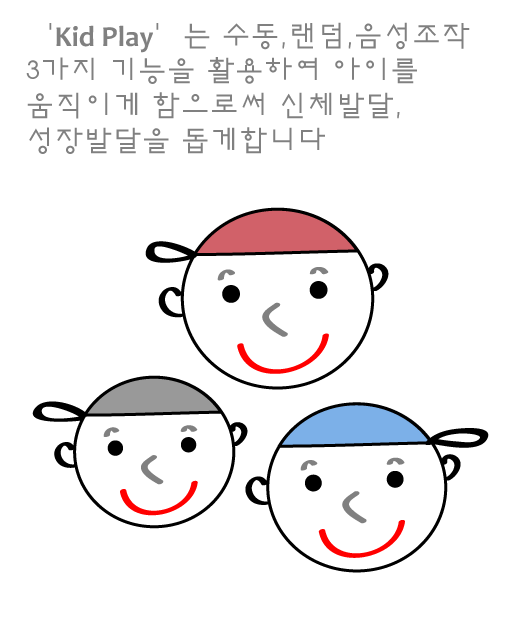 'Kid Play' 는 수동,랜덤,음성조작
3가지 기능을 활용하여 아이를
움직이게 함으로써 신체발달,
성장발달을 돕게합니다